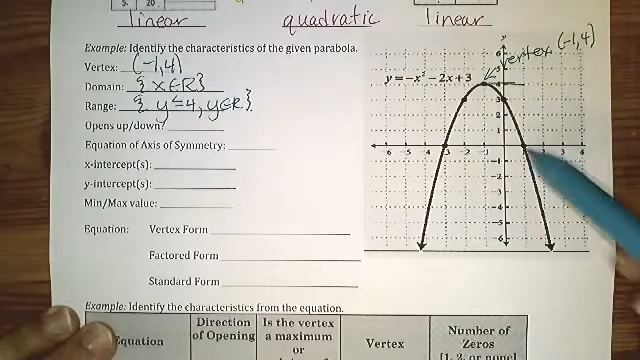 5. 20.
linear quadratic linear
Example: Identify the characteristics of the given parabola.
Vertex: (-1,4)
Domain: {x∈R}
Range: {y≤4, y∈R}
Opens up/down?
Equation of Axis of Symmetry:
x-intercept(s):
y-intercept(s):
Min/Max value:
Equation: Vertex Form
Factored Form
Standard Form
vertex (-1,4)
y = -x² - 2x + 3
Example: Identify the characteristics from the equation.
Equation
Direction
of Opening
Is the vertex
a maximum
or
Vertex
Number of
Zeros
[1, 2, or none]